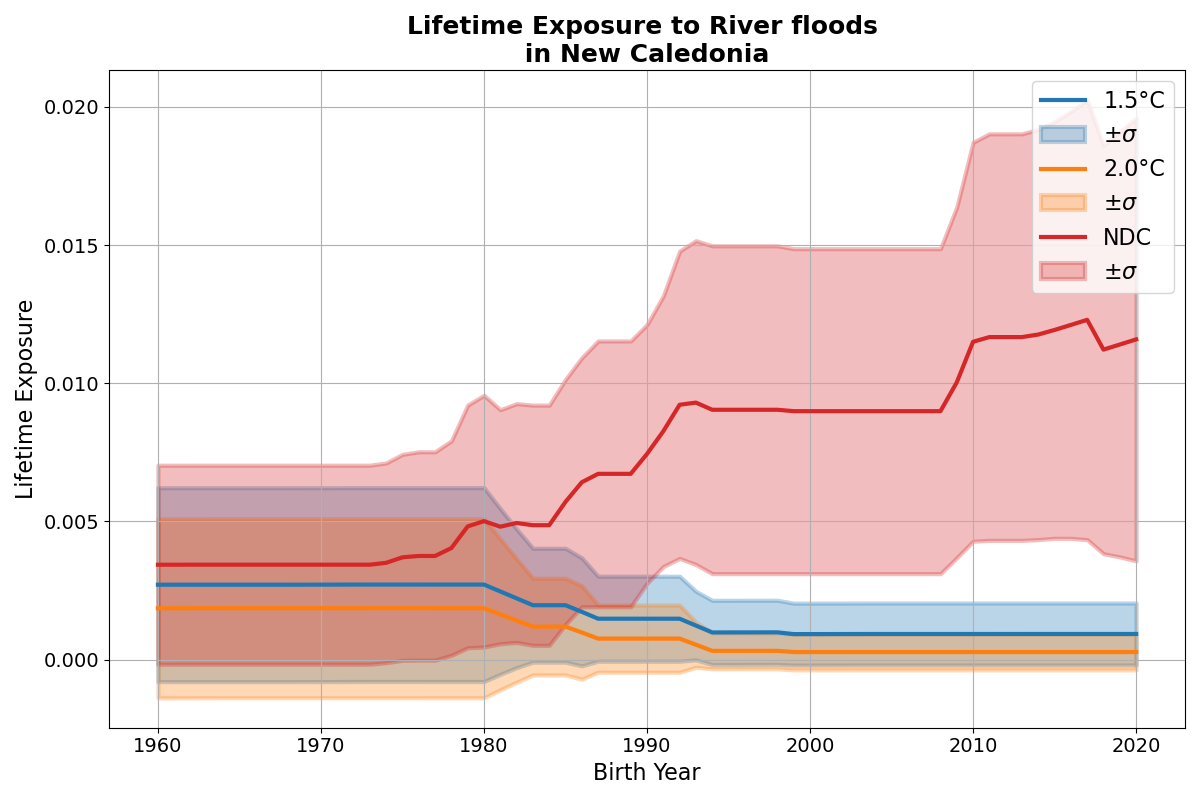 Lifetime Exposure to River floods
in New Caledonia
0.020
0.015
0.010
0.005
0.000
Lifetime Exposure
1.5°C
±σ
2.0°C
±σ
NDC
±σ
1960 1970 1980 1990 2000 2010 2020
Birth Year